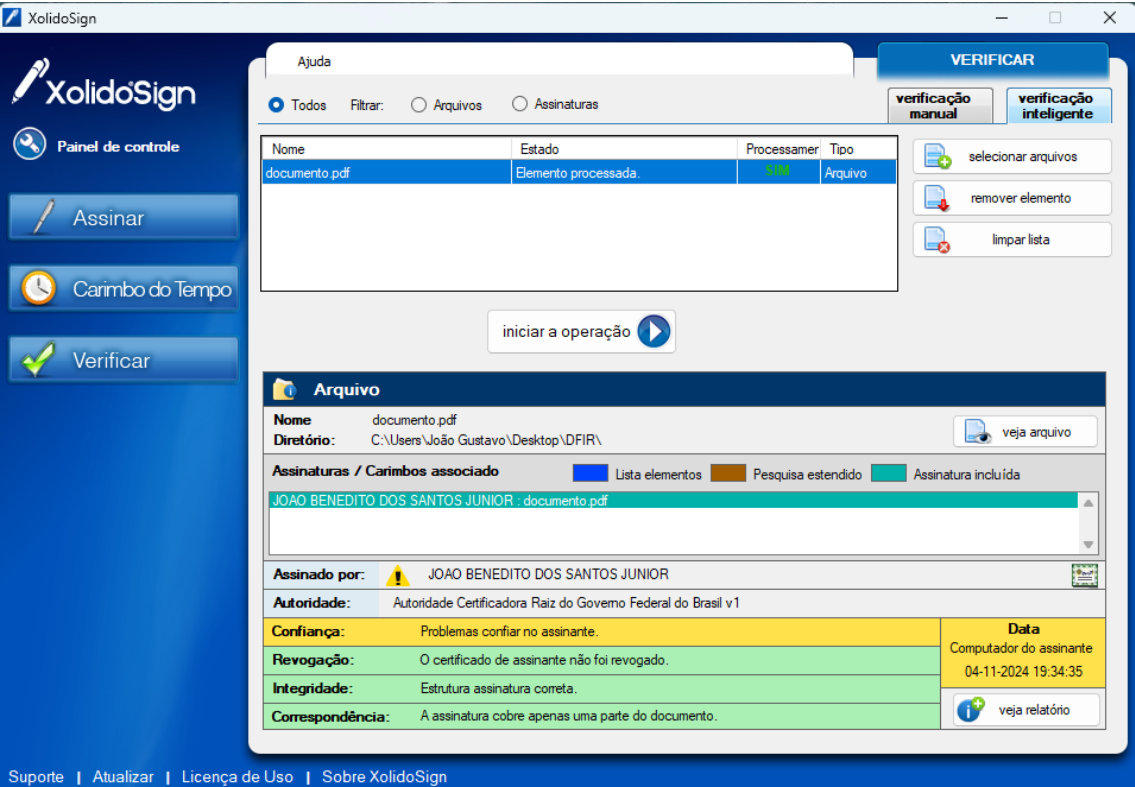 XolidoSign
XolidoSign
Painel de controle
Assinar
Carimbo do Tempo
Verificar
Ajuda
VERIFICAR
Todos Filtrar: Arquivos Assinaturas
verificação manual
verificação inteligente
Nome Estado Processamer Tipo
documento.pdf Elemento processada. SIM Arquivo
selecionar arquivos
remover elemento
limpar lista
iniciar a operação
Arquivo
Nome documento.pdf
Diretório: C:\Users\João Gustavo\Desktop\DFIR\
veja arquivo
Assinaturas / Carimbos associado Lista elementos Pesquisa estendido Assinatura incluída
JOAO BENEDITO DOS SANTOS JUNIOR : documento.pdf
Assinado por: JOAO BENEDITO DOS SANTOS JUNIOR
Autoridade: Autoridade Certificadora Raiz do Governo Federal do Brasil v1
Confiança: Problemas confiar no assinante.
Revogação: O certificado de assinante não foi revogado.
Integridade: Estrutura assinatura correta.
Correspondência: A assinatura cobre apenas uma parte do documento.
Data
Computador do assinante
04-11-2024 19:34:35
veja relatório
Suporte | Atualizar | Licença de Uso | Sobre XolidoSign